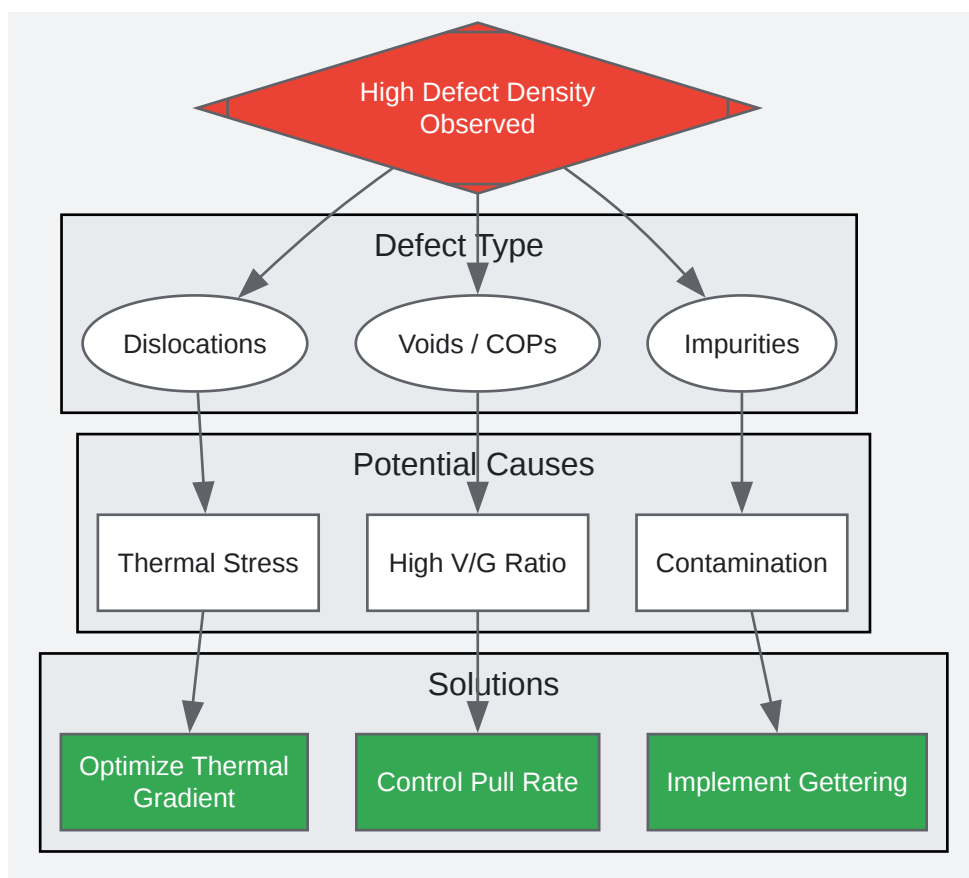 High Defect Density
Observed
Defect Type
Dislocations
Voids / COPs
Impurities
Potential Causes
Thermal Stress
High V/G Ratio
Contamination
Solutions
Optimize Thermal
Gradient
Control Pull Rate
Implement Gettering